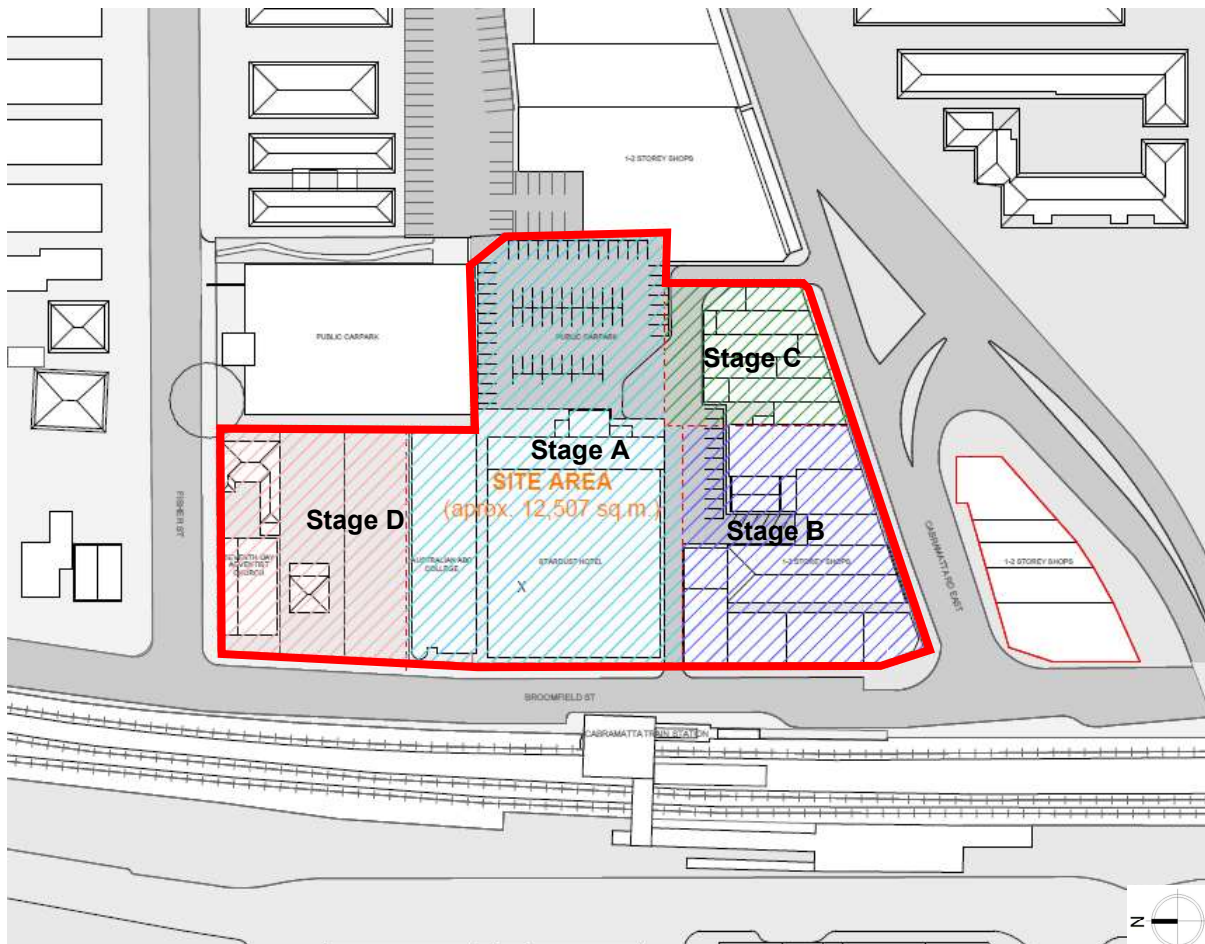 1-2 STOREY SHOPS
PUBLIC CARPARK
PUBLIC CARPARK
Stage C
Stage A
SITE AREA
(aprox. 12,507 sq.m.)
Stage D
Stage B
FISHER ST
SEVENTH-DAY
ADVENTIST
CHURCH
AUSTRALIAN ABC
COLLEGE
STARDUST HOTEL
X
1-2 STOREY SHOPS
CABRAMATTA RD EAST
1-2 STOREY SHOPS
BROOMFIELD ST
CABRAMATTA TRAIN STATION
N